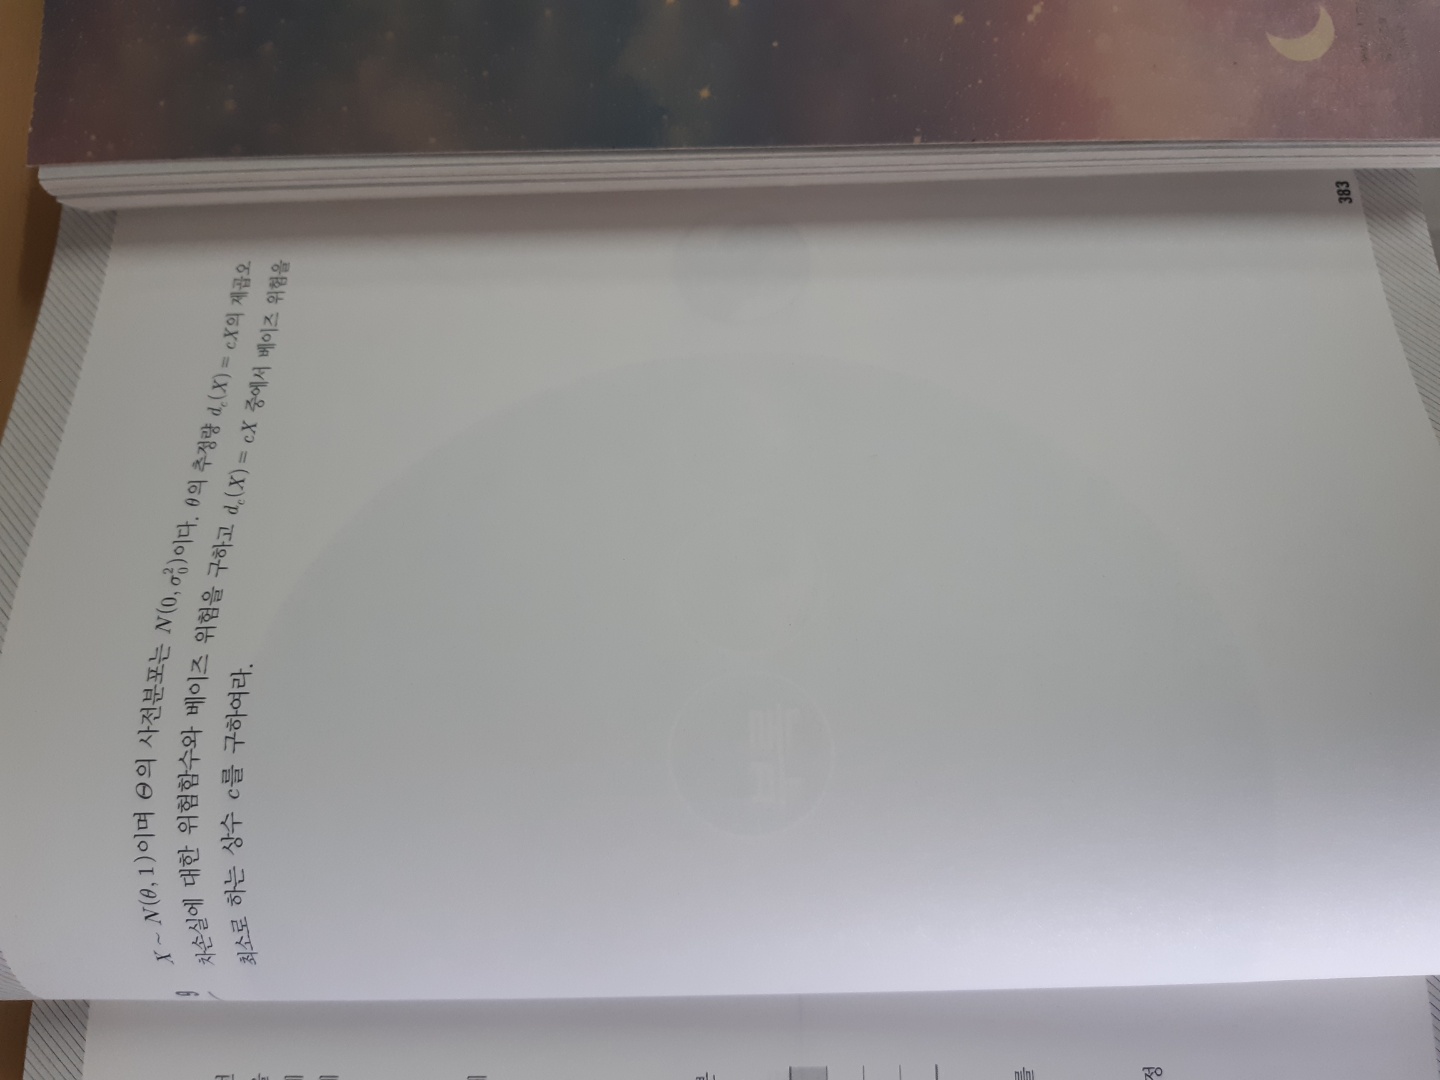 9 X ~ N(θ, 1)이며 Θ의 사전분포는 N(0, σ₀²)이다. θ의 추정량 d_c(X) = cX의 제곱오
차손실에 대한 위험함수와 베이즈 위험을 구하고 d_c(X) = cX 중에서 베이즈 위험을
최소로 하는 상수 c를 구하여라.
383